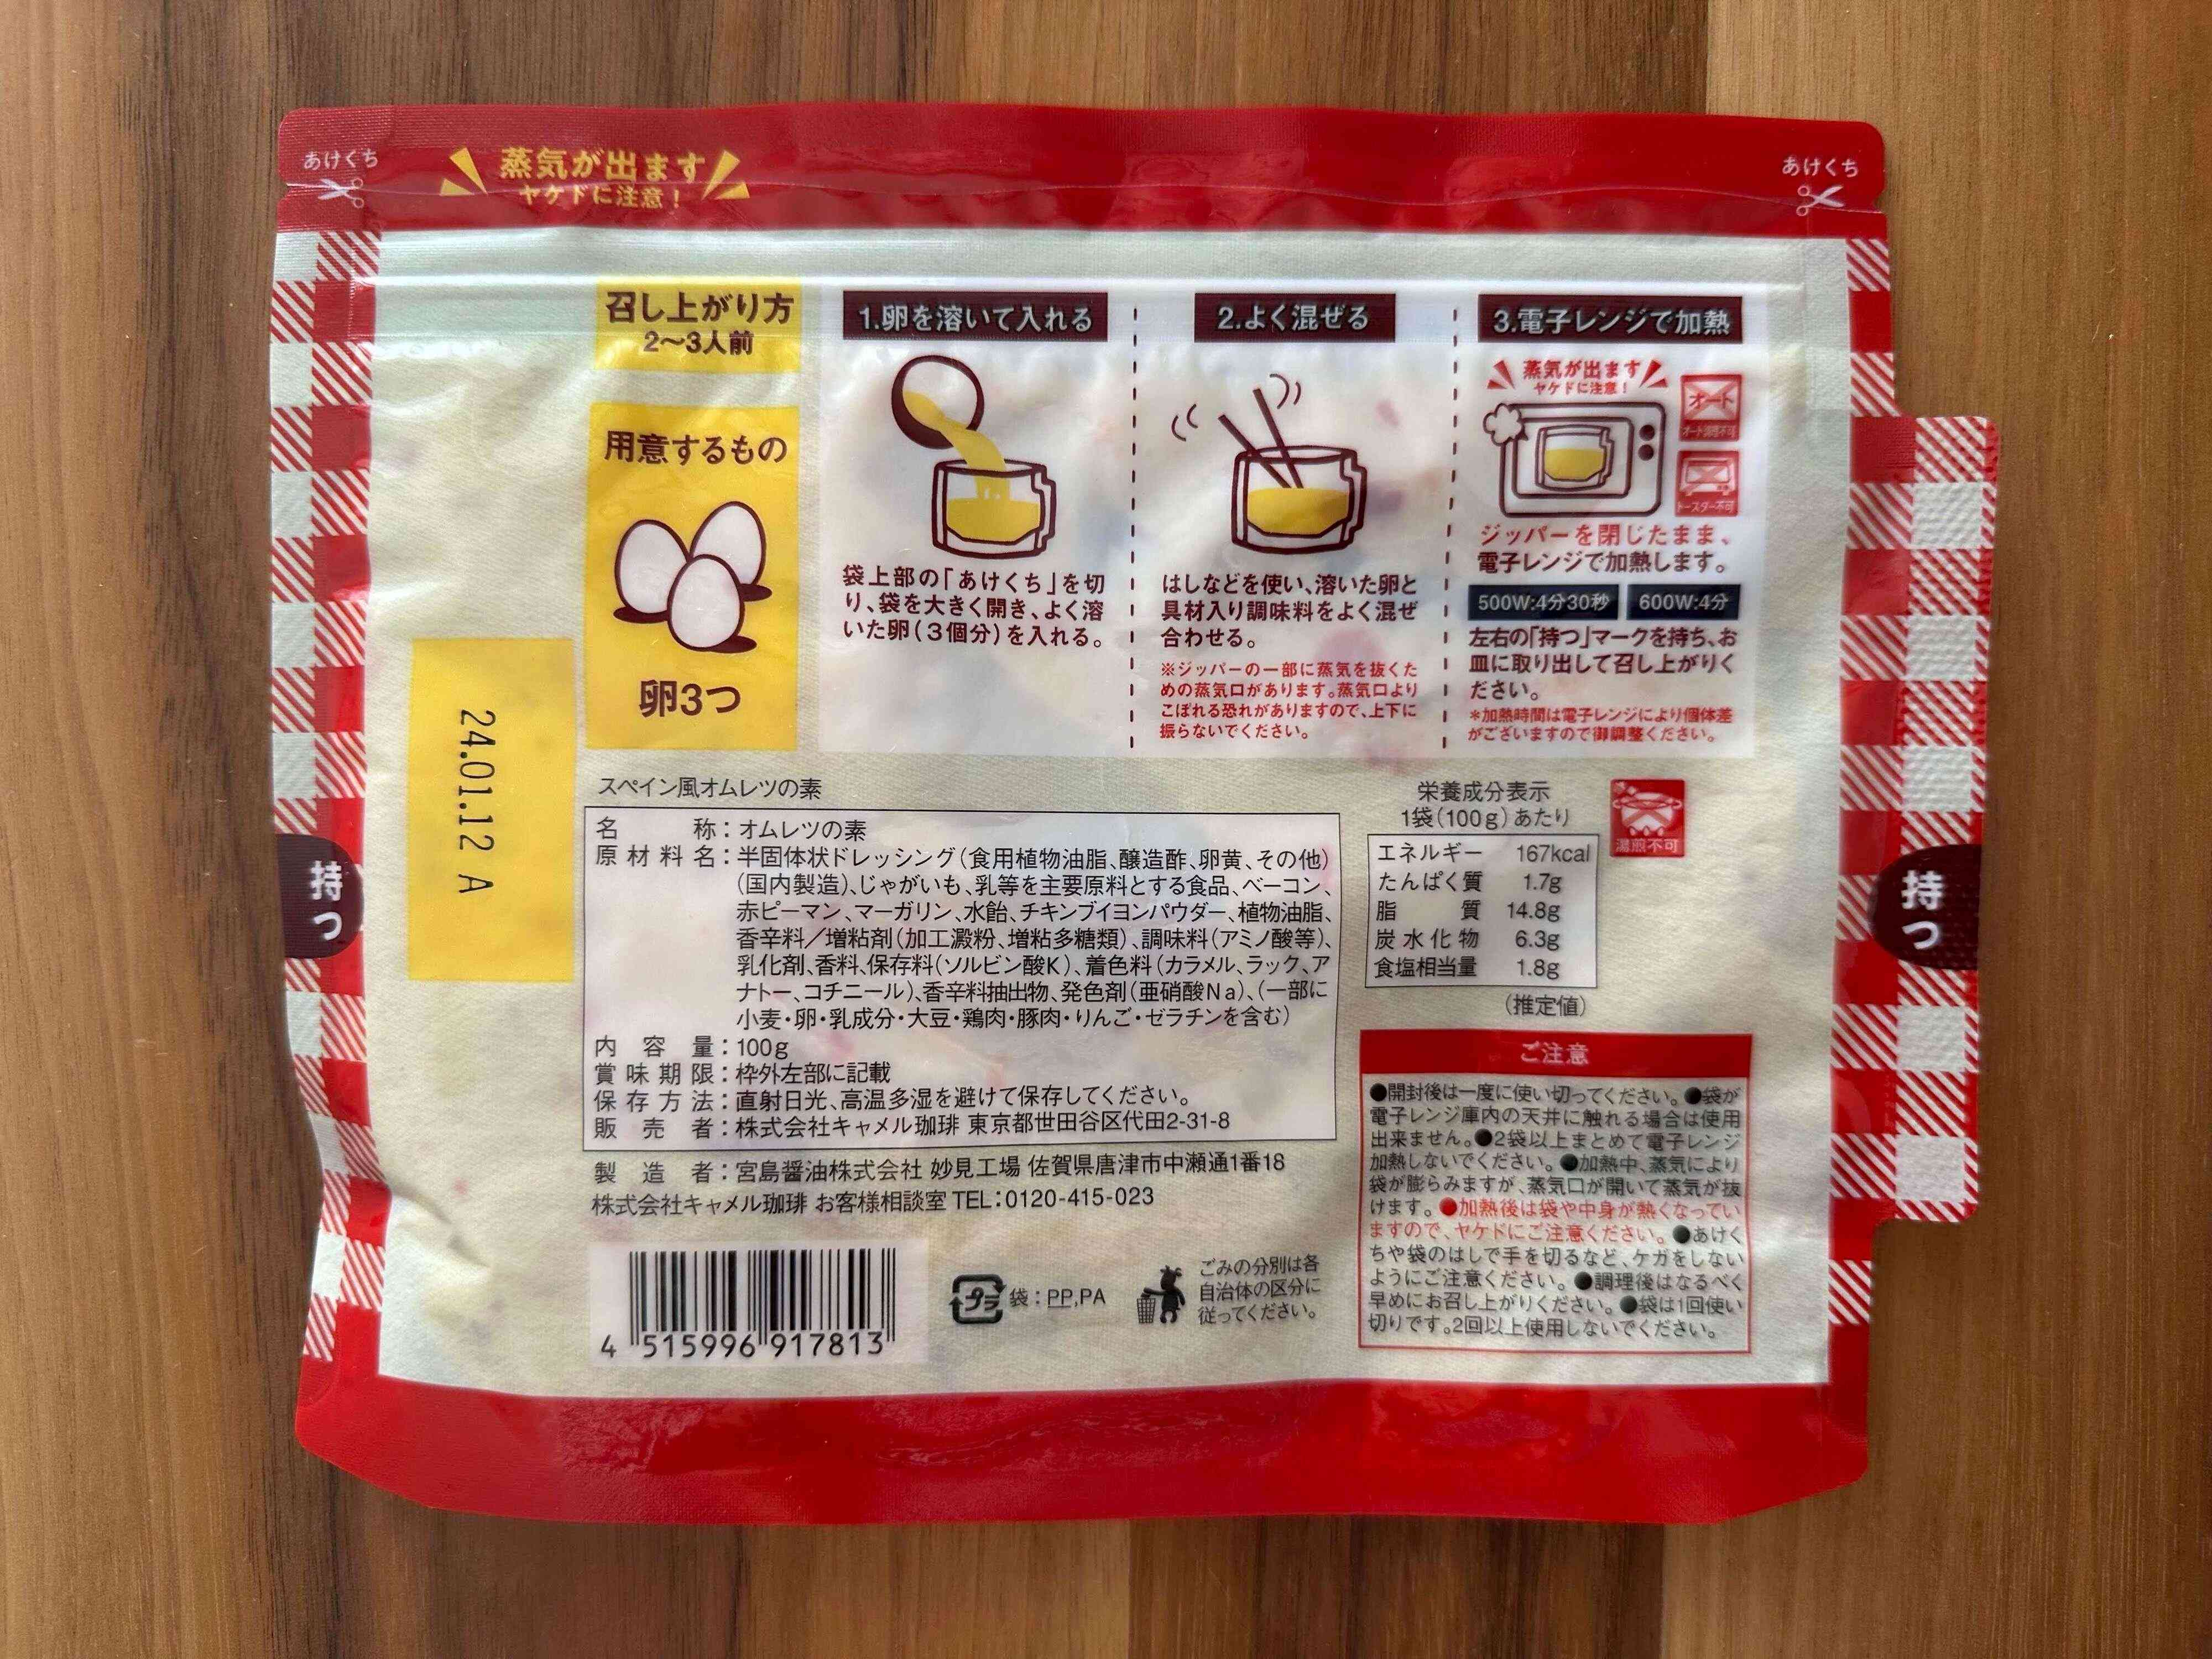 あけくち
蒸気が出ます
ヤケドに注意!
あけくち
召し上がり方
2〜3人前
用意するもの
卵3つ
1.卵を溶いて入れる
袋上部の「あけくち」を切
り、袋を大きく開き、よく溶
いた卵(3個分)を入れる。
2.よく混ぜる
はしなどを使い、溶いた卵と
具材入り調味料をよく混ぜ
合わせる。
※ジッパーの一部に蒸気を抜くた
めの蒸気口があります。蒸気口より
こぼれる恐れがありますので、上下に
振らないでください。
3.電子レンジで加熱
蒸気が出ます
ヤケドに注意!
オート
オート調理不可
トースター不可
ジッパーを閉じたまま、
電子レンジで加熱します。
500W:4分30秒 600W:4分
左右の「持つ」マークを持ち、お
皿に取り出して召し上がりく
ださい。
*加熱時間は電子レンジにより個体差
がございますので御調整ください。
24.01.12 A
持つ
持つ
スペイン風オムレツの素
名称:オムレツの素
原材料名:半固体状ドレッシング(食用植物油脂、醸造酢、卵黄、その他)
(国内製造)、じゃがいも、乳等を主要原料とする食品、ベーコン、
赤ピーマン、マーガリン、水飴、チキンブイヨンパウダー、植物油脂、
香辛料/増粘剤(加工澱粉、増粘多糖類)、調味料(アミノ酸等)、
乳化剤、香料、保存料(ソルビン酸K)、着色料(カラメル、ラック、ア
ナトー、コチニール)、香辛料抽出物、発色剤(亜硝酸Na)、(一部に
小麦・卵・乳成分・大豆・鶏肉・豚肉・りんご・ゼラチンを含む)
内容量:100g
賞味期限:枠外左部に記載
保存方法:直射日光、高温多湿を避けて保存してください。
販売者:株式会社キャメル珈琲 東京都世田谷区代田2-31-8
製造者:宮島醤油株式会社 妙見工場 佐賀県唐津市中瀬通1番18
株式会社キャメル珈琲 お客様相談室 TEL:0120-415-023
栄養成分表示
1袋(100g)あたり
エネルギー 167kcal
たんぱく質 1.7g
脂質 14.8g
炭水化物 6.3g
食塩相当量 1.8g
(推定値)
湯煎不可
ご注意
●開封後は一度に使い切ってください。●袋が
電子レンジ庫内の天井に触れる場合は使用
出来ません。●2袋以上まとめて電子レンジ
加熱しないでください。●加熱中、蒸気により
袋が膨らみますが、蒸気口が開いて蒸気が抜
けます。●加熱後は袋や中身が熱くなってい
ますので、ヤケドにご注意ください。●あけく
ちや袋のはしで手を切るなど、ケガをしない
ようにご注意ください。●調理後はなるべく
早めにお召し上がりください。●袋は1回使い
切りです。2回以上使用しないでください。
4 515996 917813
プラ 袋:PP,PA
ごみの分別は各
自治体の区分に
従ってください。